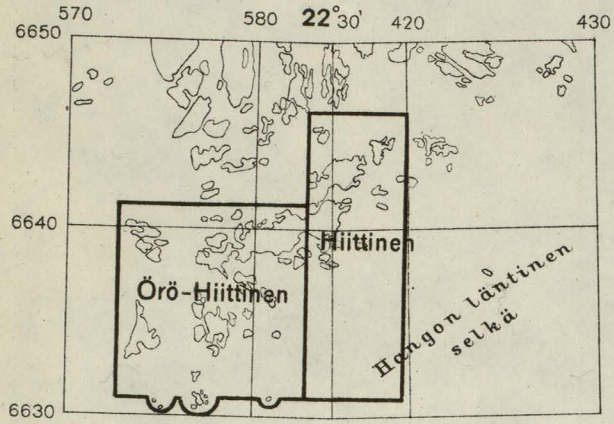 570 580 22°30' 420 430
6650
6640
Hiittinen
Örö-Hiittinen
Hangon läntinen
selkä
6630